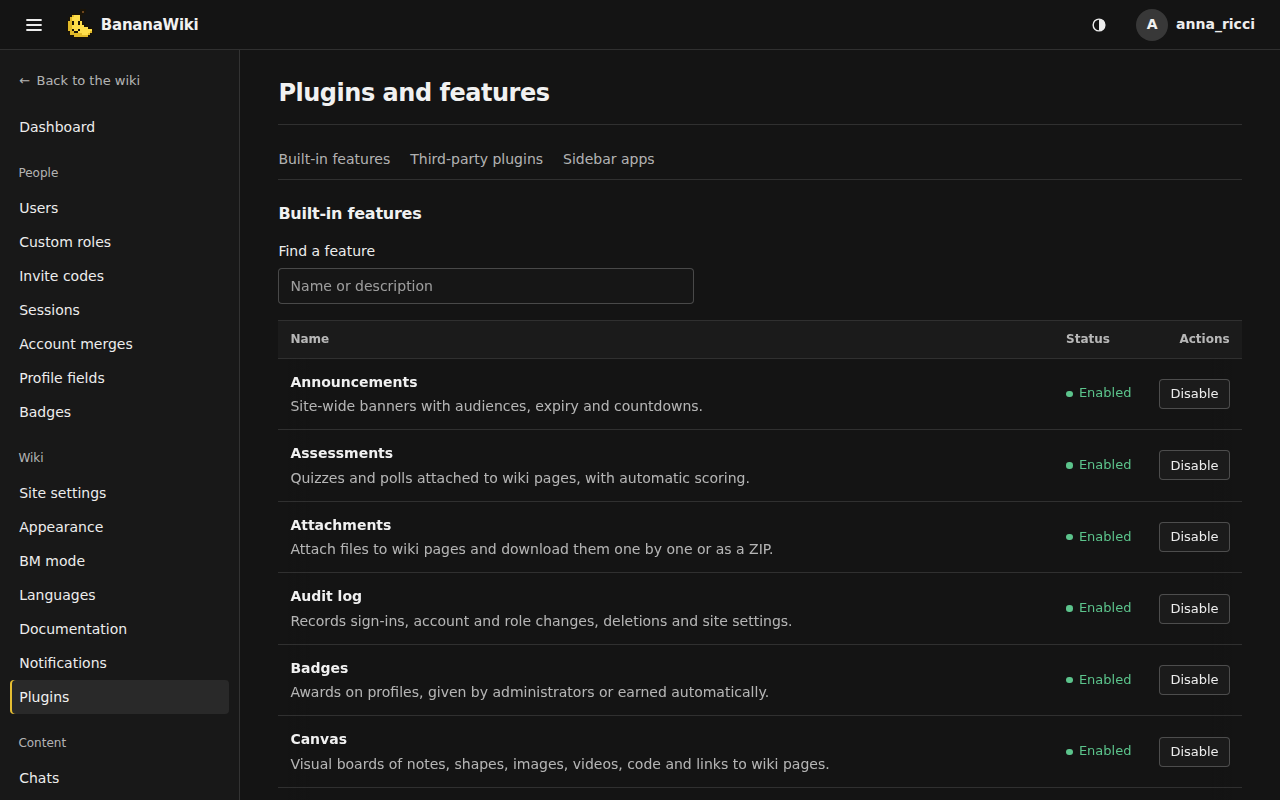 BananaWiki
A
anna_ricci
← Back to the wiki
Dashboard
People
Users
Custom roles
Invite codes
Sessions
Account merges
Profile fields
Badges
Wiki
Site settings
Appearance
BM mode
Languages
Documentation
Notifications
Plugins
Content
Chats
Plugins and features
Built-in features Third-party plugins Sidebar apps
Built-in features
Find a feature
Name or description
Name Status Actions
Announcements
Site-wide banners with audiences, expiry and countdowns.
Enabled Disable
Assessments
Quizzes and polls attached to wiki pages, with automatic scoring.
Enabled Disable
Attachments
Attach files to wiki pages and download them one by one or as a ZIP.
Enabled Disable
Audit log
Records sign-ins, account and role changes, deletions and site settings.
Enabled Disable
Badges
Awards on profiles, given by administrators or earned automatically.
Enabled Disable
Canvas
Visual boards of notes, shapes, images, videos, code and links to wiki pages.
Enabled Disable